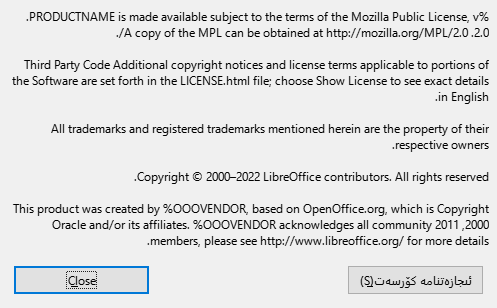 .PRODUCTNAME is made available subject to the terms of the Mozilla Public License, v%
./A copy of the MPL can be obtained at http://mozilla.org/MPL/2.0 .2.0
Third Party Code Additional copyright notices and license terms applicable to portions of
the Software are set forth in the LICENSE.html file; choose Show License to see exact details
.in English
All trademarks and registered trademarks mentioned herein are the property of their
.respective owners
.Copyright © 2000–2022 LibreOffice contributors. All rights reserved
This product was created by %OOOVENDOR, based on OpenOffice.org, which is Copyright
Oracle and/or its affiliates. %OOOVENDOR acknowledges all community 2011 ,2000
.members, please see http://www.libreoffice.org/ for more details
Close
ئىجازەتنامە كۆرسەت(S)